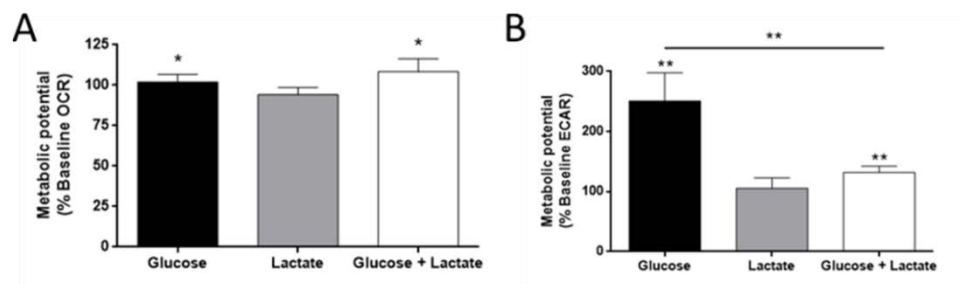 A
Metabolic potential
(% Baseline OCR)
125
100
75
50
25
0
*
*
Glucose
Lactate
Glucose + Lactate
B
Metabolic potential
(% Baseline ECAR)
300
200
100
0
**
**
**
Glucose
Lactate
Glucose + Lactate